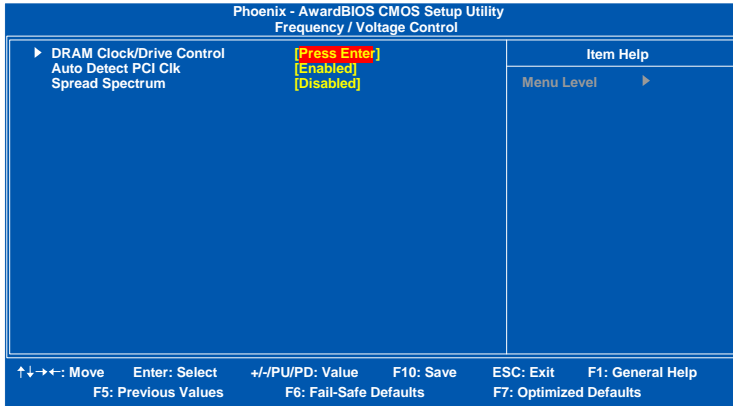 Phoenix - AwardBIOS CMOS Setup Utility
Frequency / Voltage Control
DRAM Clock/Drive Control [Press Enter]
Auto Detect PCI Clk [Enabled]
Spread Spectrum [Disabled]
Item Help
Menu Level
↑↓→←: Move Enter: Select +/-/PU/PD: Value F10: Save ESC: Exit F1: General Help
F5: Previous Values F6: Fail-Safe Defaults F7: Optimized Defaults